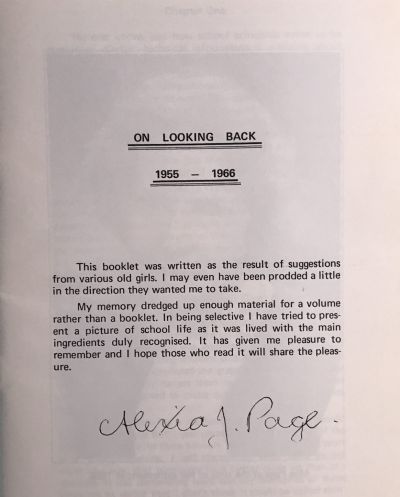 ON LOOKING BACK
1955 — 1966
This booklet was written as the result of suggestions
from various old girls. I may even have been prodded a little
in the direction they wanted me to take.
My memory dredged up enough material for a volume
rather than a booklet. In being selective I have tried to pres-
ent a picture of school life as it was lived with the main
ingredients duly recognised. It has given me pleasure to
remember and I hope those who read it will share the pleas-
ure.
Alexia J. Page.